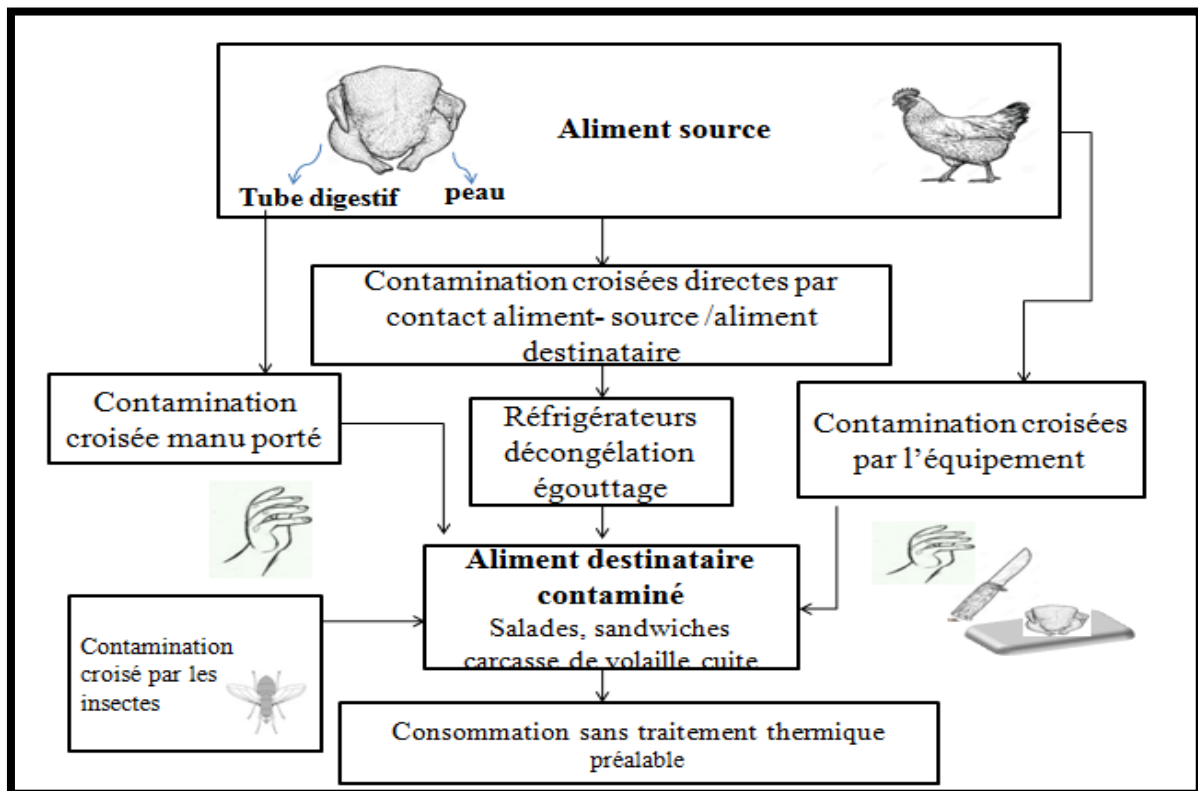 Aliment source
Tube digestif
peau
Contamination croisées directes par
contact aliment- source /aliment
destinataire
Contamination
croisée manu porté
Réfrigérateurs
décongélation
égouttage
Contamination croisées
par l'équipement
Aliment destinataire
contaminé
Salades, sandwiches
carcasse de volaille cuite
Contamination
croisé par les
insectes
Consommation sans traitement thermique
préalable